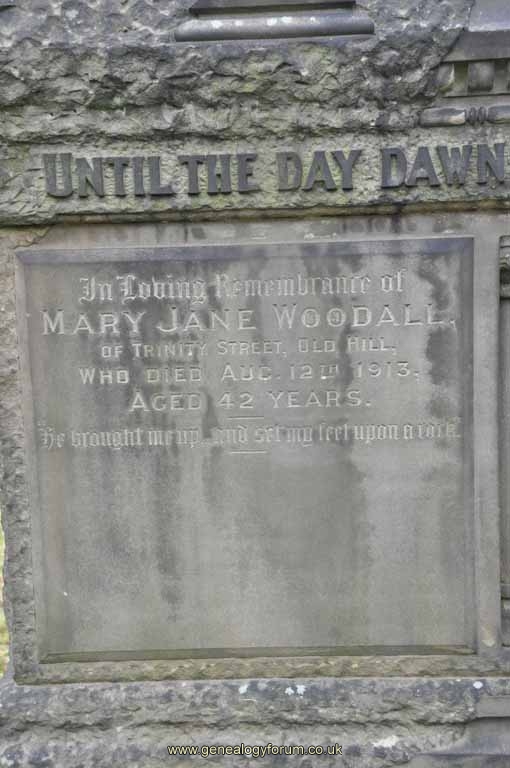 UNTIL THE DAY DAWN
In Loving Remembrance of
MARY JANE WOODALL,
OF TRINITY STREET, OLD HILL,
WHO DIED AUG. 12TH 1913,
AGED 42 YEARS.
"He brought me up, and set my feet upon a rock."
www.genealogyforum.co.uk